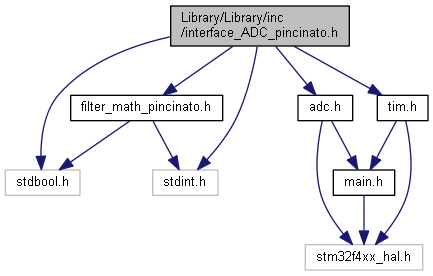 Library/Library/inc
/interface_ADC_pincinato.h
filter_math_pincinato.h
adc.h
tim.h
stdbool.h
stdint.h
main.h
stm32f4xx_hal.h